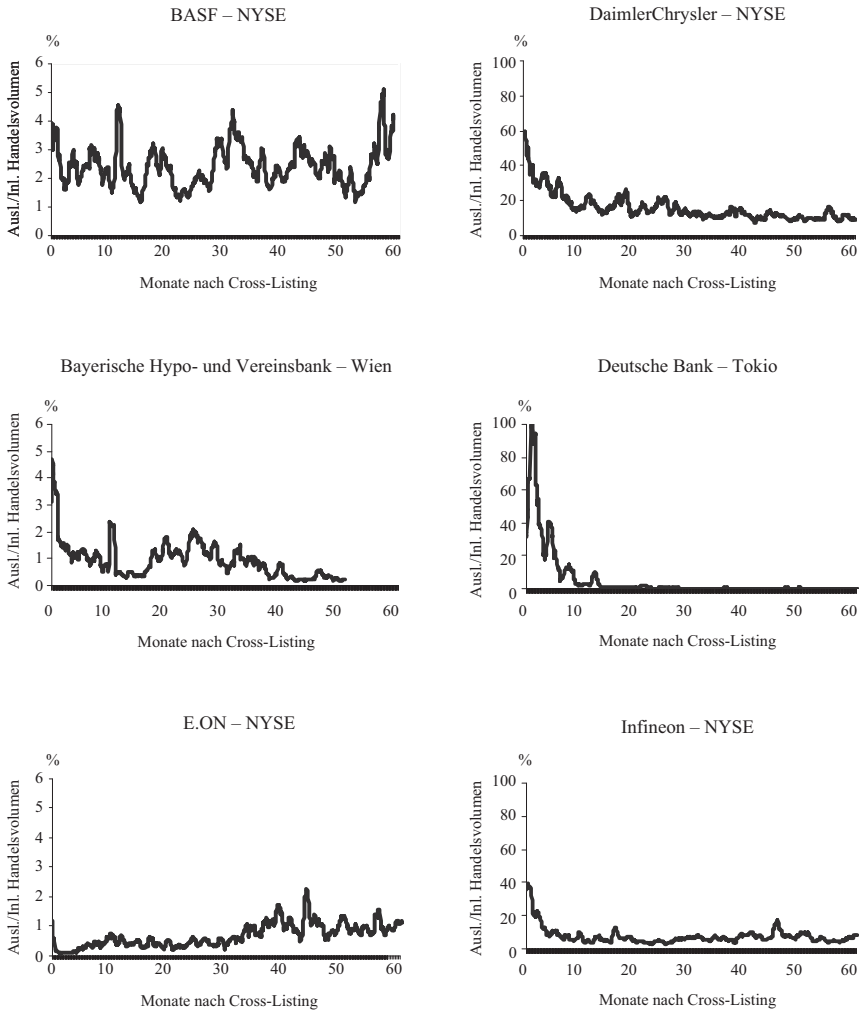 BASF – NYSE
%
Ausl./Inl. Handelsvolumen
6
5
4
3
2
1
0
0 10 20 30 40 50 60
Monate nach Cross-Listing
DaimlerChrysler – NYSE
%
Ausl./Inl. Handelsvolumen
100
80
60
40
20
0
0 10 20 30 40 50 60
Monate nach Cross-Listing
Bayerische Hypo- und Vereinsbank – Wien
%
Ausl./Inl. Handelsvolumen
6
5
4
3
2
1
0
0 10 20 30 40 50 60
Monate nach Cross-Listing
Deutsche Bank – Tokio
%
Ausl./Inl. Handelsvolumen
100
80
60
40
20
0
0 10 20 30 40 50 60
Monate nach Cross-Listing
E.ON – NYSE
%
Ausl./Inl. Handelsvolumen
6
5
4
3
2
1
0
0 10 20 30 40 50 60
Monate nach Cross-Listing
Infineon – NYSE
%
Ausl./Inl. Handelsvolumen
100
80
60
40
20
0
0 10 20 30 40 50 60
Monate nach Cross-Listing